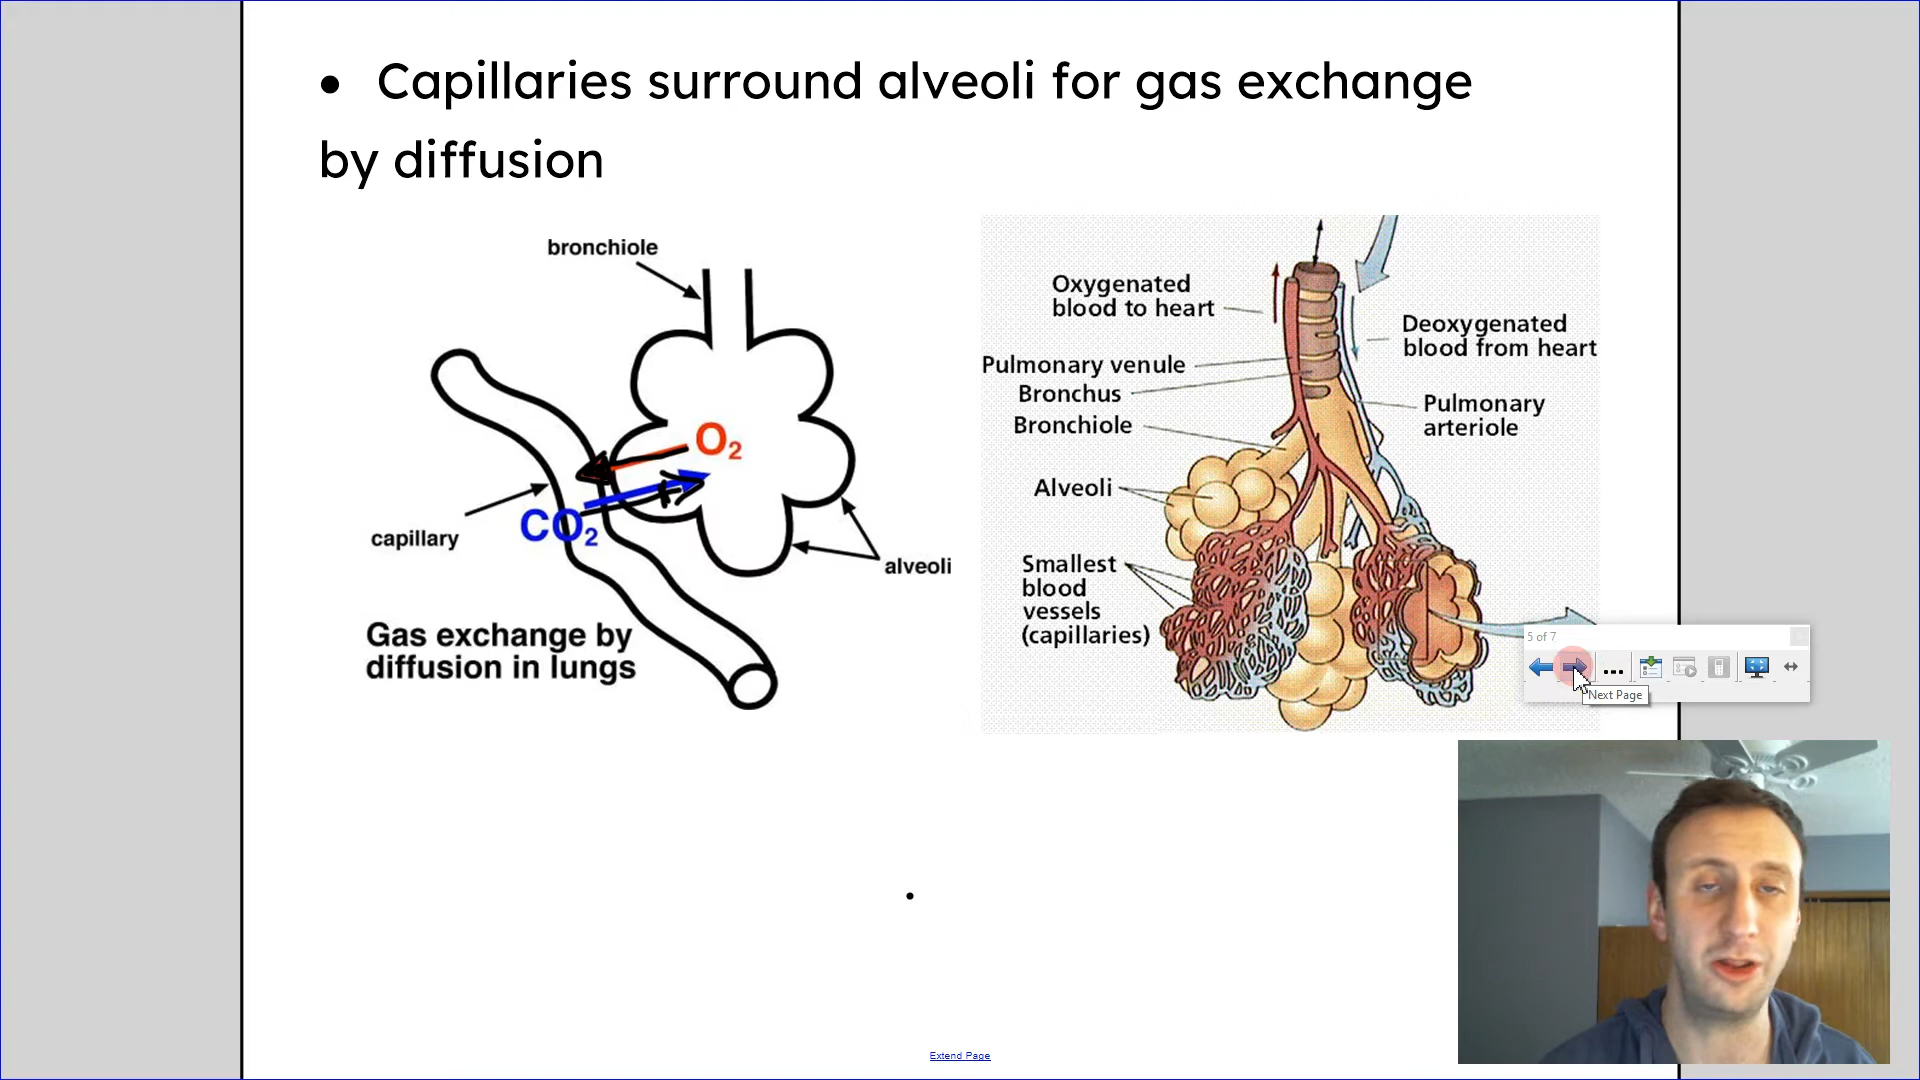 • Capillaries surround alveoli for gas exchange
by diffusion
bronchiole
O₂
CO₂
capillary
alveoli
Gas exchange by
diffusion in lungs
Oxygenated
blood to heart
Deoxygenated
blood from heart
Pulmonary venule
Bronchus
Bronchiole
Pulmonary
arteriole
Alveoli
Smallest
blood
vessels
(capillaries)
5 of 7
Next Page
Extend Page